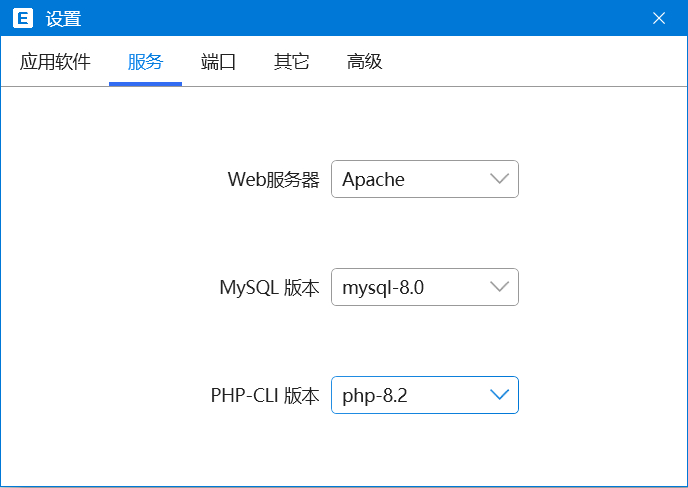 E 设置
应用软件 服务 端口 其它 高级
Web服务器 Apache
MySQL 版本 mysql-8.0
PHP-CLI 版本 php-8.2